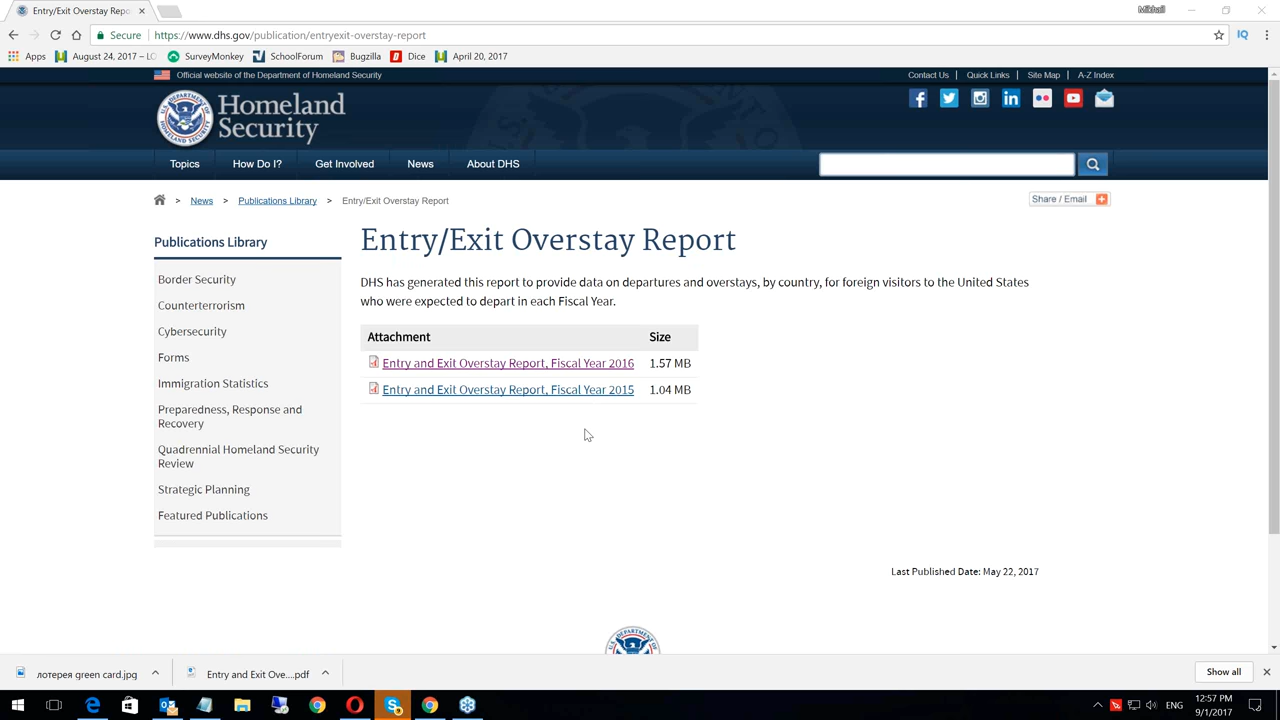 Entry/Exit Overstay Repo
Mikhail
Secure
https://www.dhs.gov/publication/entryexit-overstay-report
IQ
Apps
August 24, 2017 – LO
SurveyMonkey
SchoolForum
Bugzilla
Dice
April 20, 2017
Official website of the Department of Homeland Security
Contact Us | Quick Links | Site Map | A-Z Index
Homeland
Security
Topics
How Do I?
Get Involved
News
About DHS
> News > Publications Library > Entry/Exit Overstay Report
Share / Email
Publications Library
Border Security
Counterterrorism
Cybersecurity
Forms
Immigration Statistics
Preparedness, Response and
Recovery
Quadrennial Homeland Security
Review
Strategic Planning
Featured Publications
Entry/Exit Overstay Report
DHS has generated this report to provide data on departures and overstays, by country, for foreign visitors to the United States
who were expected to depart in each Fiscal Year.
Attachment Size
Entry and Exit Overstay Report, Fiscal Year 2016 1.57 MB
Entry and Exit Overstay Report, Fiscal Year 2015 1.04 MB
Last Published Date: May 22, 2017
лотерея green card.jpg
Entry and Exit Ove....pdf
Show all
ENG
12:57 PM
9/1/2017